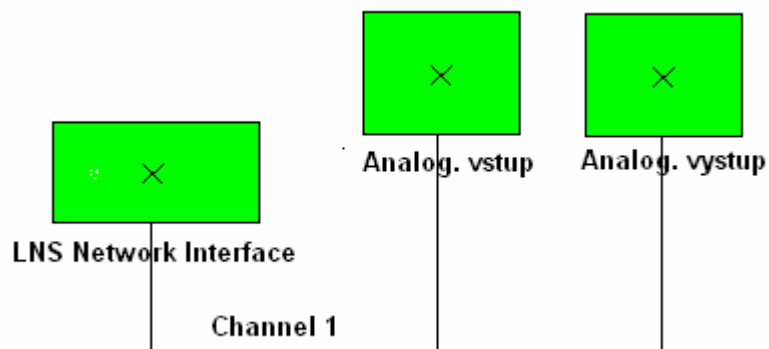 Analog. vstup
Analog. vystup
LNS Network Interface
Channel 1